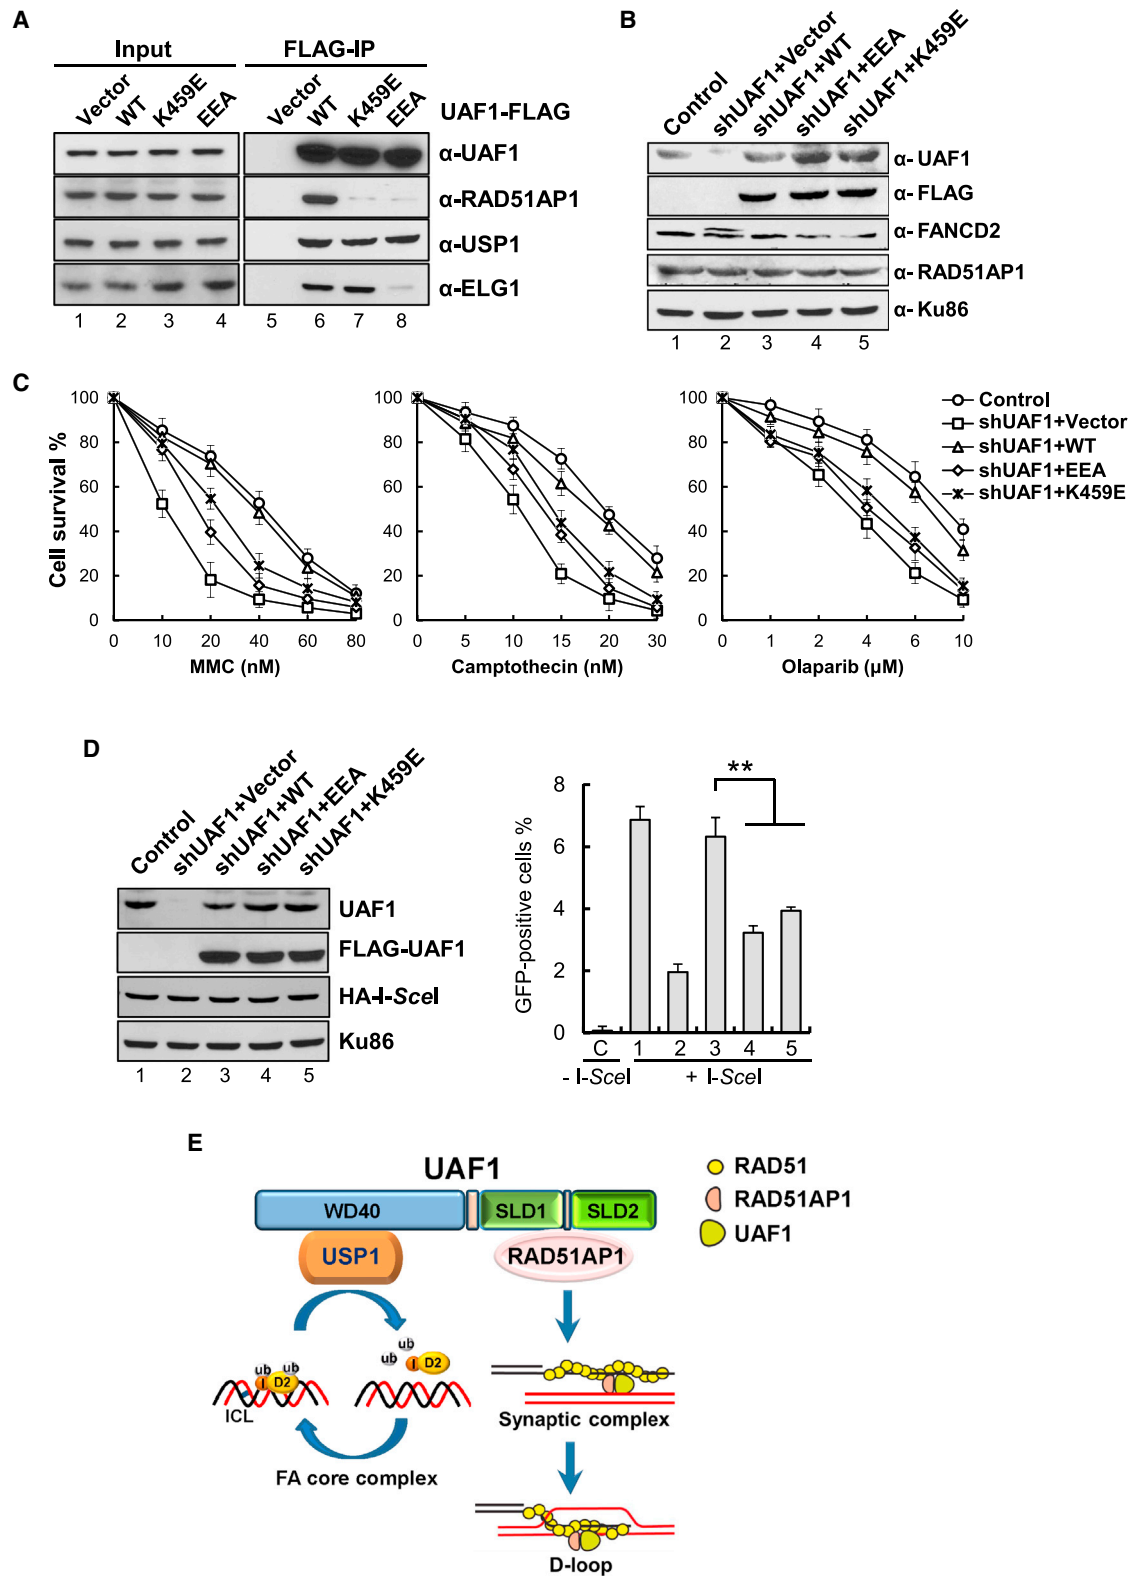 A
Input
FLAG-IP
Vector
WT
K459E
EEA
Vector
WT
K459E
EEA
UAF1-FLAG
α-UAF1
α-RAD51AP1
α-USP1
α-ELG1
1 2 3 4 5 6 7 8
B
Control
shUAF1+Vector
shUAF1+WT
shUAF1+EEA
shUAF1+K459E
α- UAF1
α- FLAG
α- FANCD2
α- RAD51AP1
α- Ku86
1 2 3 4 5
C
Cell survival %
100
80
60
40
20
0
0 10 20 40 60 80
MMC (nM)
100
80
60
40
20
0
0 5 10 15 20 30
Camptothecin (nM)
100
80
60
40
20
0
0 1 2 4 6 10
Olaparib (µM)
Control
shUAF1+Vector
shUAF1+WT
shUAF1+EEA
shUAF1+K459E
D
Control
shUAF1+Vector
shUAF1+WT
shUAF1+EEA
shUAF1+K459E
UAF1
FLAG-UAF1
HA-I-SceI
Ku86
1 2 3 4 5
GFP-positive cells %
8
6
4
2
0
**
C 1 2 3 4 5
- I-SceI + I-SceI
E
UAF1
WD40 SLD1 SLD2
USP1 RAD51AP1
RAD51
RAD51AP1
UAF1
ub
ub
I D2
ICL
ub
ub
I D2
FA core complex
Synaptic complex
D-loop